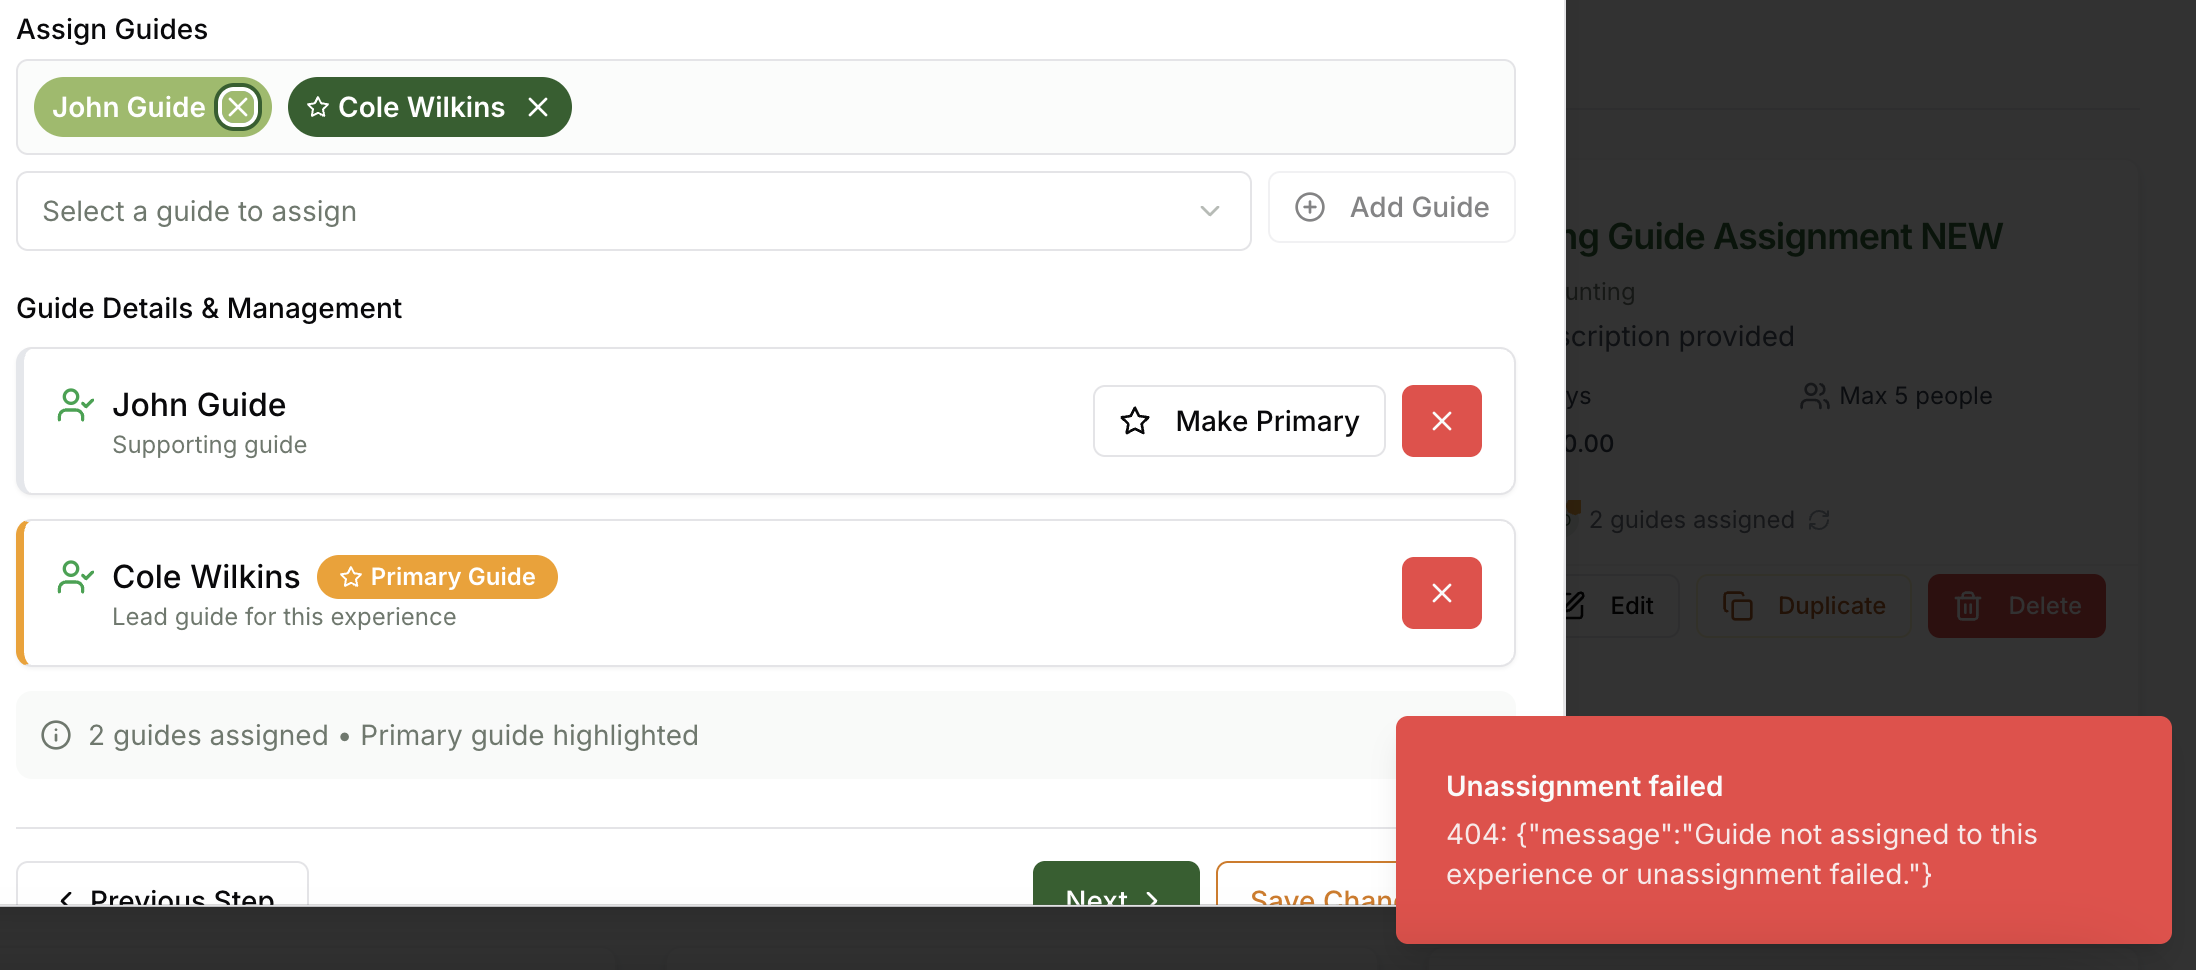 Assign Guides
John Guide
Cole Wilkins
Select a guide to assign
Add Guide
Guide Details & Management
John Guide
Supporting guide
Make Primary
Cole Wilkins
Primary Guide
Lead guide for this experience
2 guides assigned • Primary guide highlighted
Previous Step
Next
Save Chan
ng Guide Assignment NEW
unting
scription provided
ys
Max 5 people
0.00
2 guides assigned
Edit
Duplicate
Delete
Unassignment failed
404: {"message":"Guide not assigned to this
experience or unassignment failed."}